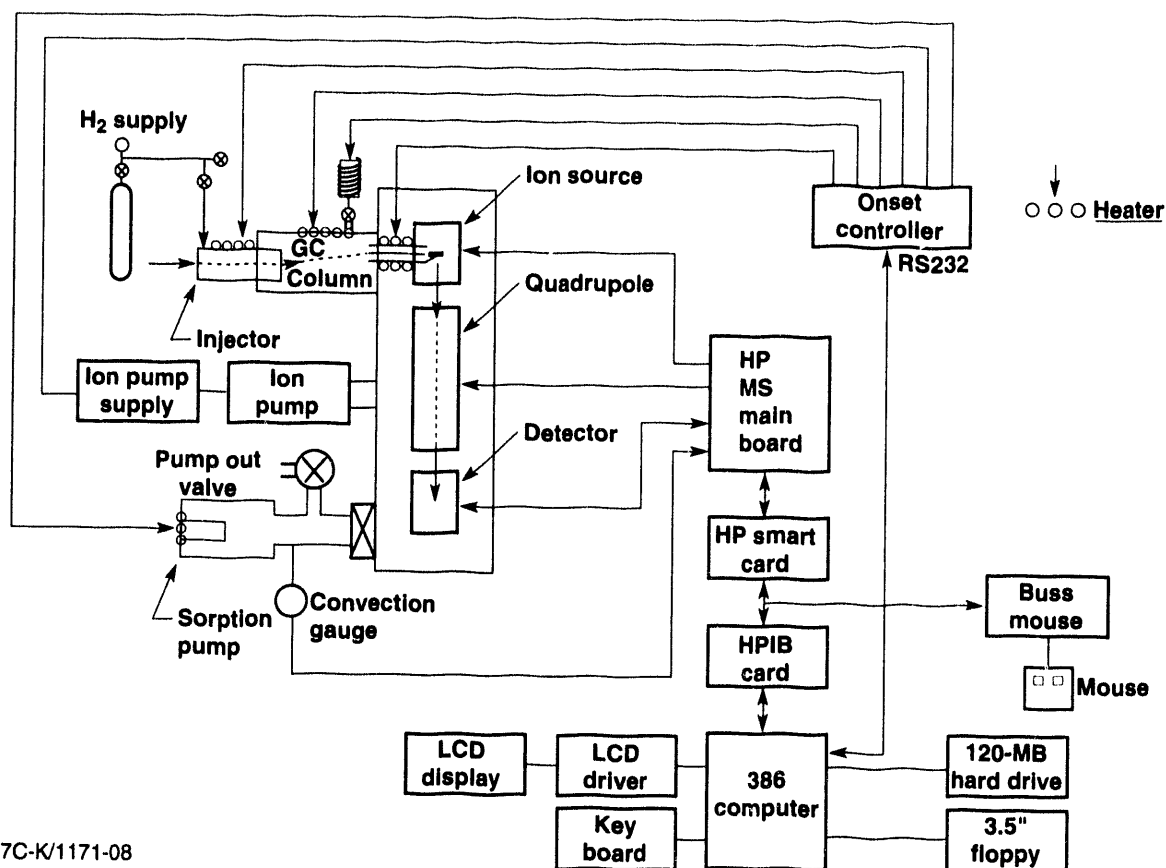 H2 supply
Ion source
Onset
controller
RS232
Heater
GC
Column
Quadrupole
Injector
HP
MS
main
board
Ion pump
supply
Ion
pump
Detector
Pump out
valve
HP smart
card
Convection
gauge
Sorption
pump
Buss
mouse
HPIB
card
Mouse
LCD
display
LCD
driver
386
computer
120-MB
hard drive
Key
board
3.5"
floppy
7C-K/1171-08